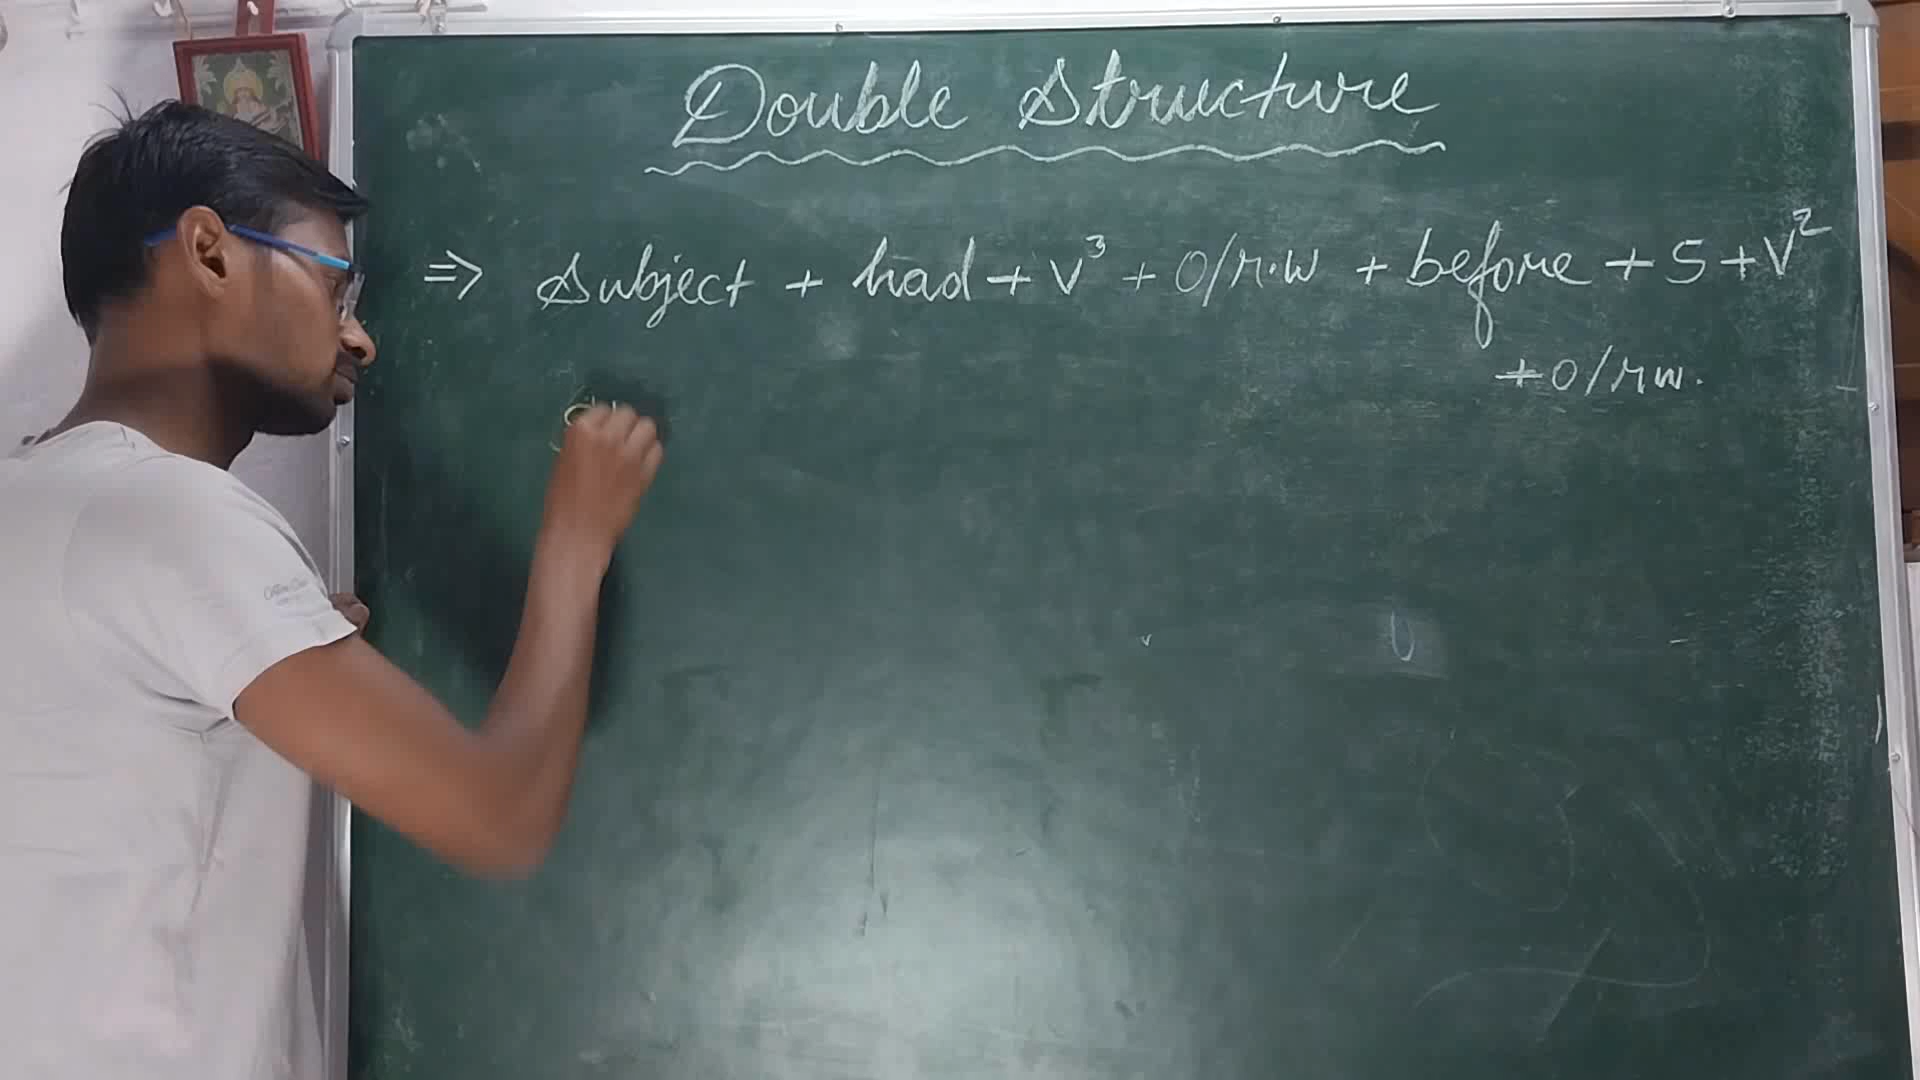 Double Structure
⇒ Subject + had + V³ + O/r.w + before + S + V²
+ O/r w.